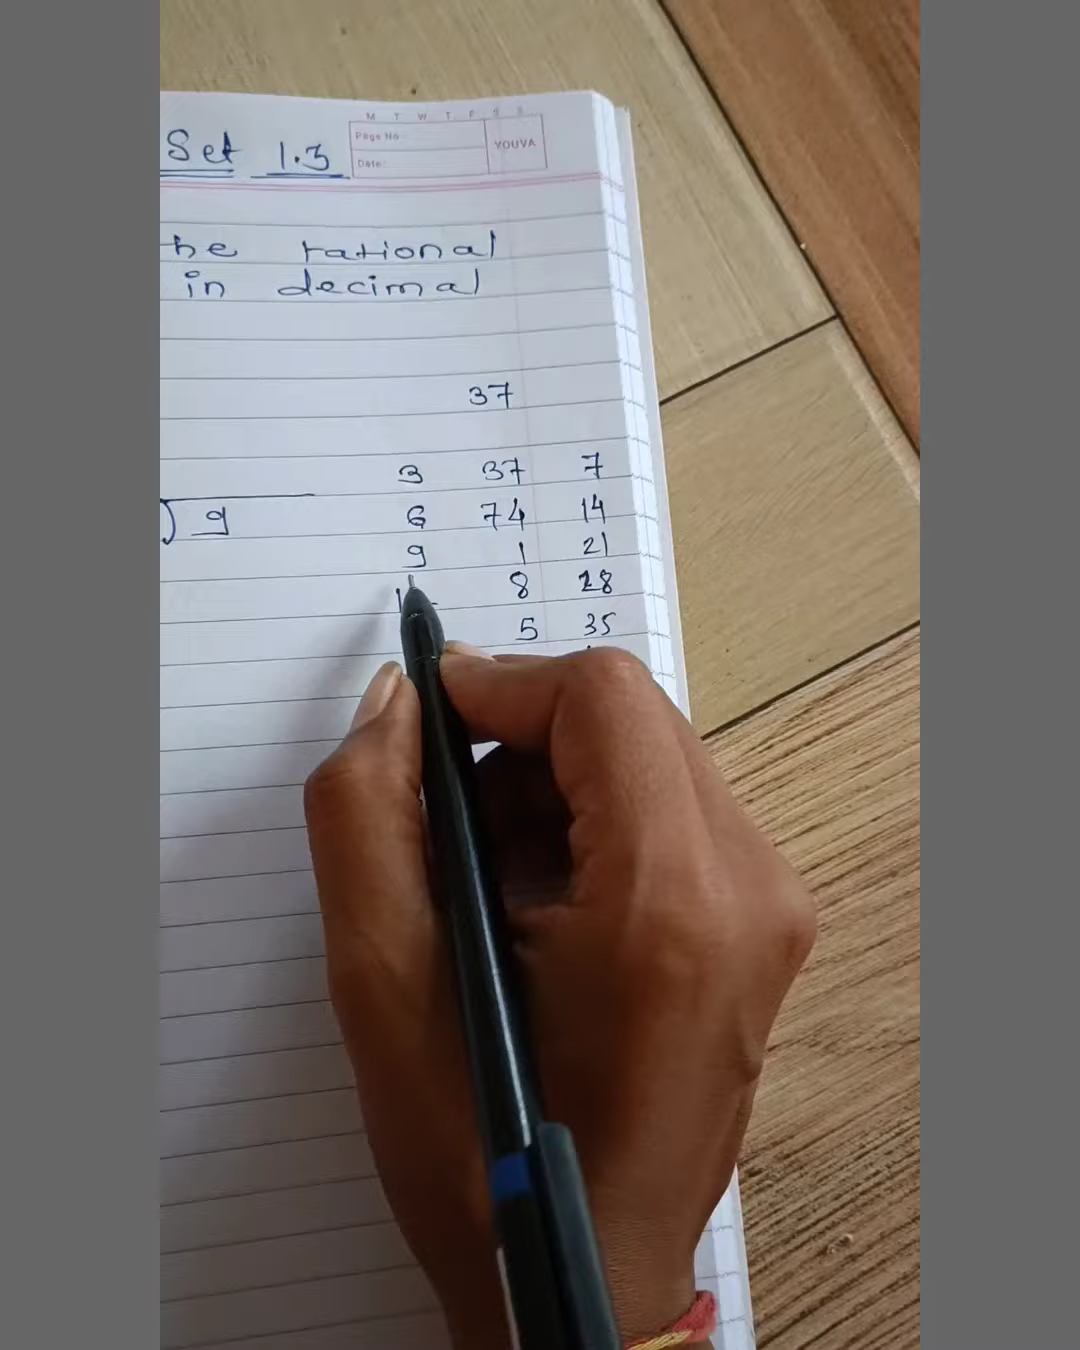 M T W T F S S
Page No
YOUVA
Date:
Set 1.3
he rational
in decimal
37
3 37 7
) 9 6 74 14
9 1 21
8 28
5 35